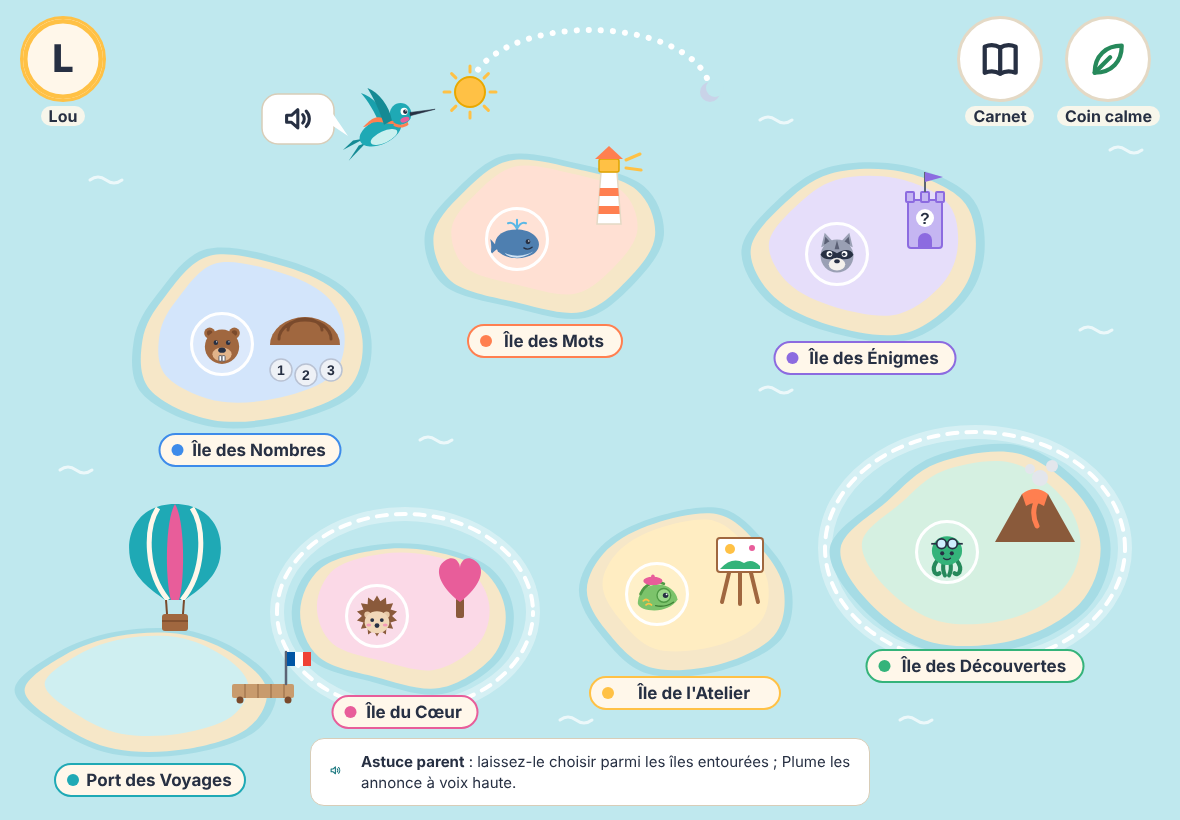 L
Lou
Carnet
Coin calme
?
Île des Mots
Île des Énigmes
1 2 3
Île des Nombres
Île des Découvertes
Île de l'Atelier
Île du Cœur
Port des Voyages
Astuce parent : laissez-le choisir parmi les îles entourées ; Plume les
annonce à voix haute.